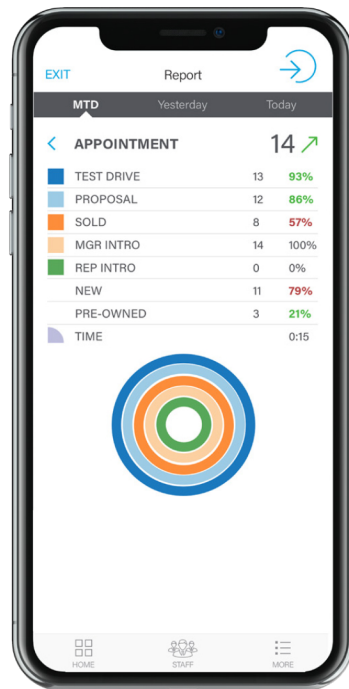 EXIT Report
MTD Yesterday Today
APPOINTMENT 14
TEST DRIVE 13 93%
PROPOSAL 12 86%
SOLD 8 57%
MGR INTRO 14 100%
REP INTRO 0 0%
NEW 11 79%
PRE-OWNED 3 21%
TIME 0:15
HOME STAFF MORE